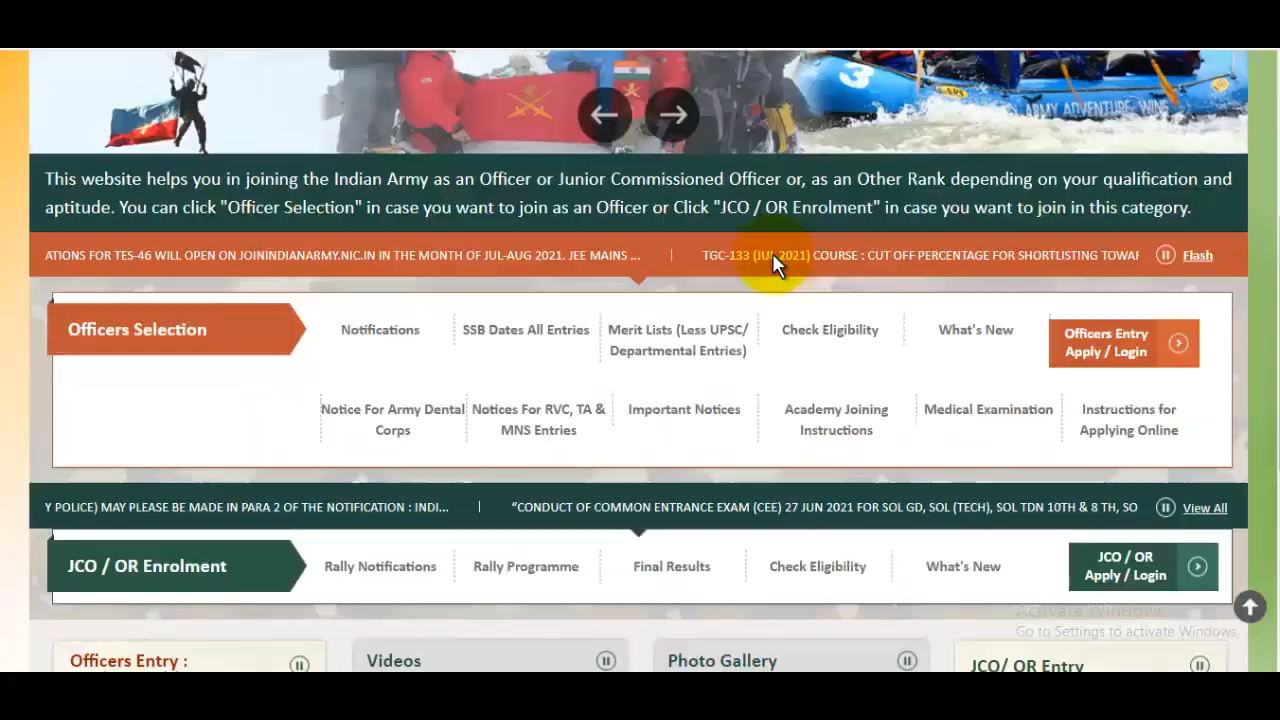 3
ARMY ADVENTURE WING
This website helps you in joining the Indian Army as an Officer or Junior Commissioned Officer or, as an Other Rank depending on your qualification and
aptitude. You can click "Officer Selection" in case you want to join as an Officer or Click "JCO / OR Enrolment" in case you want to join in this category.
ATIONS FOR TES-46 WILL OPEN ON JOININDIANARMY.NIC.IN IN THE MONTH OF JUL-AUG 2021. JEE MAINS ... | TGC-133 (JUL 2021) COURSE : CUT OFF PERCENTAGE FOR SHORTLISTING TOWAR Flash
Officers Selection
Notifications
SSB Dates All Entries
Merit Lists (Less UPSC/
Departmental Entries)
Check Eligibility
What's New
Officers Entry
Apply / Login
Notice For Army Dental
Corps
Notices For RVC, TA &
MNS Entries
Important Notices
Academy Joining
Instructions
Medical Examination
Instructions for
Applying Online
Y POLICE) MAY PLEASE BE MADE IN PARA 2 OF THE NOTIFICATION : INDI... | "CONDUCT OF COMMON ENTRANCE EXAM (CEE) 27 JUN 2021 FOR SOL GD, SOL (TECH), SOL TDN 10TH & 8 TH, SO View All
JCO / OR Enrolment
Rally Notifications
Rally Programme
Final Results
Check Eligibility
What's New
JCO / OR
Apply / Login
Activate Windows
Go to Settings to activate Windows.
Officers Entry :
Videos
Photo Gallery
JCO/ OR Entry